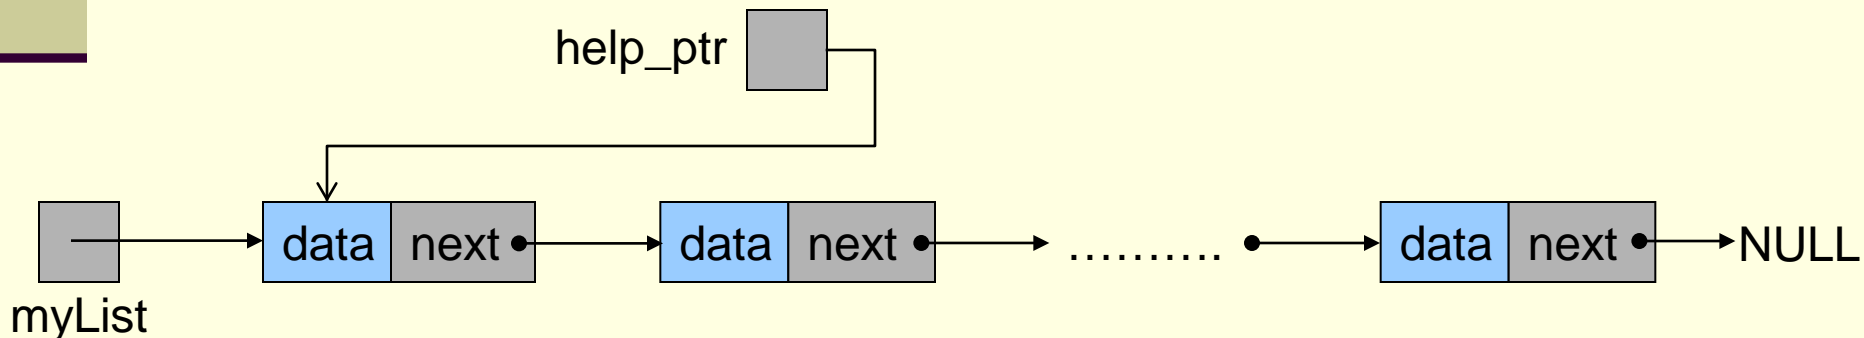 help_ptr
data next data next .......... data next NULL
myList